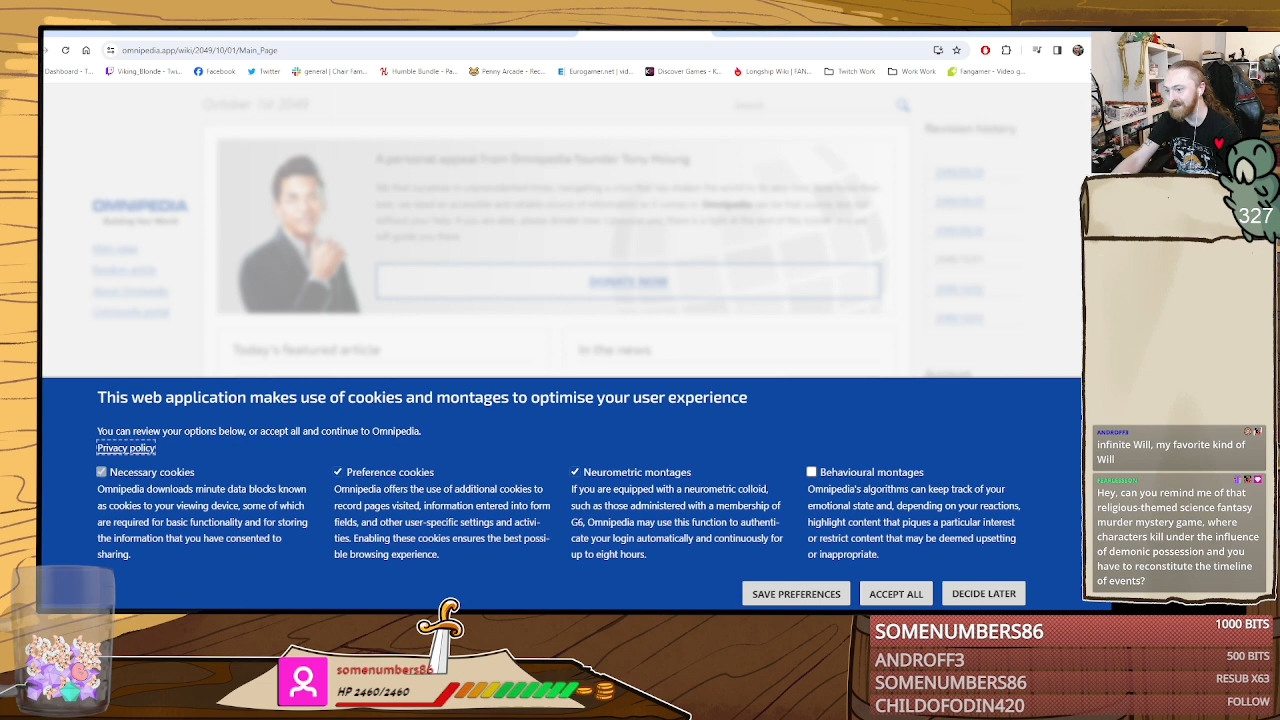 omnipedia.app/wiki/2049/10/01/Main_Page
Dashboard - T...
Viking_Blonde - Twi...
Facebook
Twitter
general | Chair Fam...
Humble Bundle - Pa...
Penny Arcade - Rec...
Eurogamer.net | vid...
Discover Games - K...
Longship Wiki | FAN...
Twitch Work
Work Work
Fangamer - Video g...
October 1st 2049
Search...
Revision history
A personal appeal from Omnipedia founder Tony Hsiung
OMNIPEDIA
Main page
Random article
About Omnipedia
Community portal
DONATE NOW
Today's featured article
In the news
This web application makes use of cookies and montages to optimise your user experience
You can review your options below, or accept all and continue to Omnipedia.
Privacy policy
Necessary cookies
Omnipedia downloads minute data blocks known
as cookies to your viewing device, some of which
are required for basic functionality and for storing
the information that you have consented to
sharing.
Preference cookies
Omnipedia offers the use of additional cookies to
record pages visited, information entered into form
fields, and other user-specific settings and activi-
ties. Enabling these cookies ensures the best possi-
ble browsing experience.
Neurometric montages
If you are equipped with a neurometric colloid,
such as those administered with a membership of
G6, Omnipedia may use this function to authenti-
cate your login automatically and continuously for
up to eight hours.
Behavioural montages
Omnipedia's algorithms can keep track of your
emotional state and, depending on your reactions,
highlight content that piques a particular interest
or restrict content that may be deemed upsetting
or inappropriate.
SAVE PREFERENCES
ACCEPT ALL
DECIDE LATER
327
ANDROFF3
infinite Will, my favorite kind of
Will
Hey, can you remind me of that
religious-themed science fantasy
murder mystery game, where
characters kill under the influence
of demonic possession and you
have to reconstitute the timeline
of events?
somenumbers86
HP 2460/2460
SOMENUMBERS86 1000 BITS
ANDROFF3 500 BITS
SOMENUMBERS86 RESUB X63
CHILDOFODIN420 FOLLOW